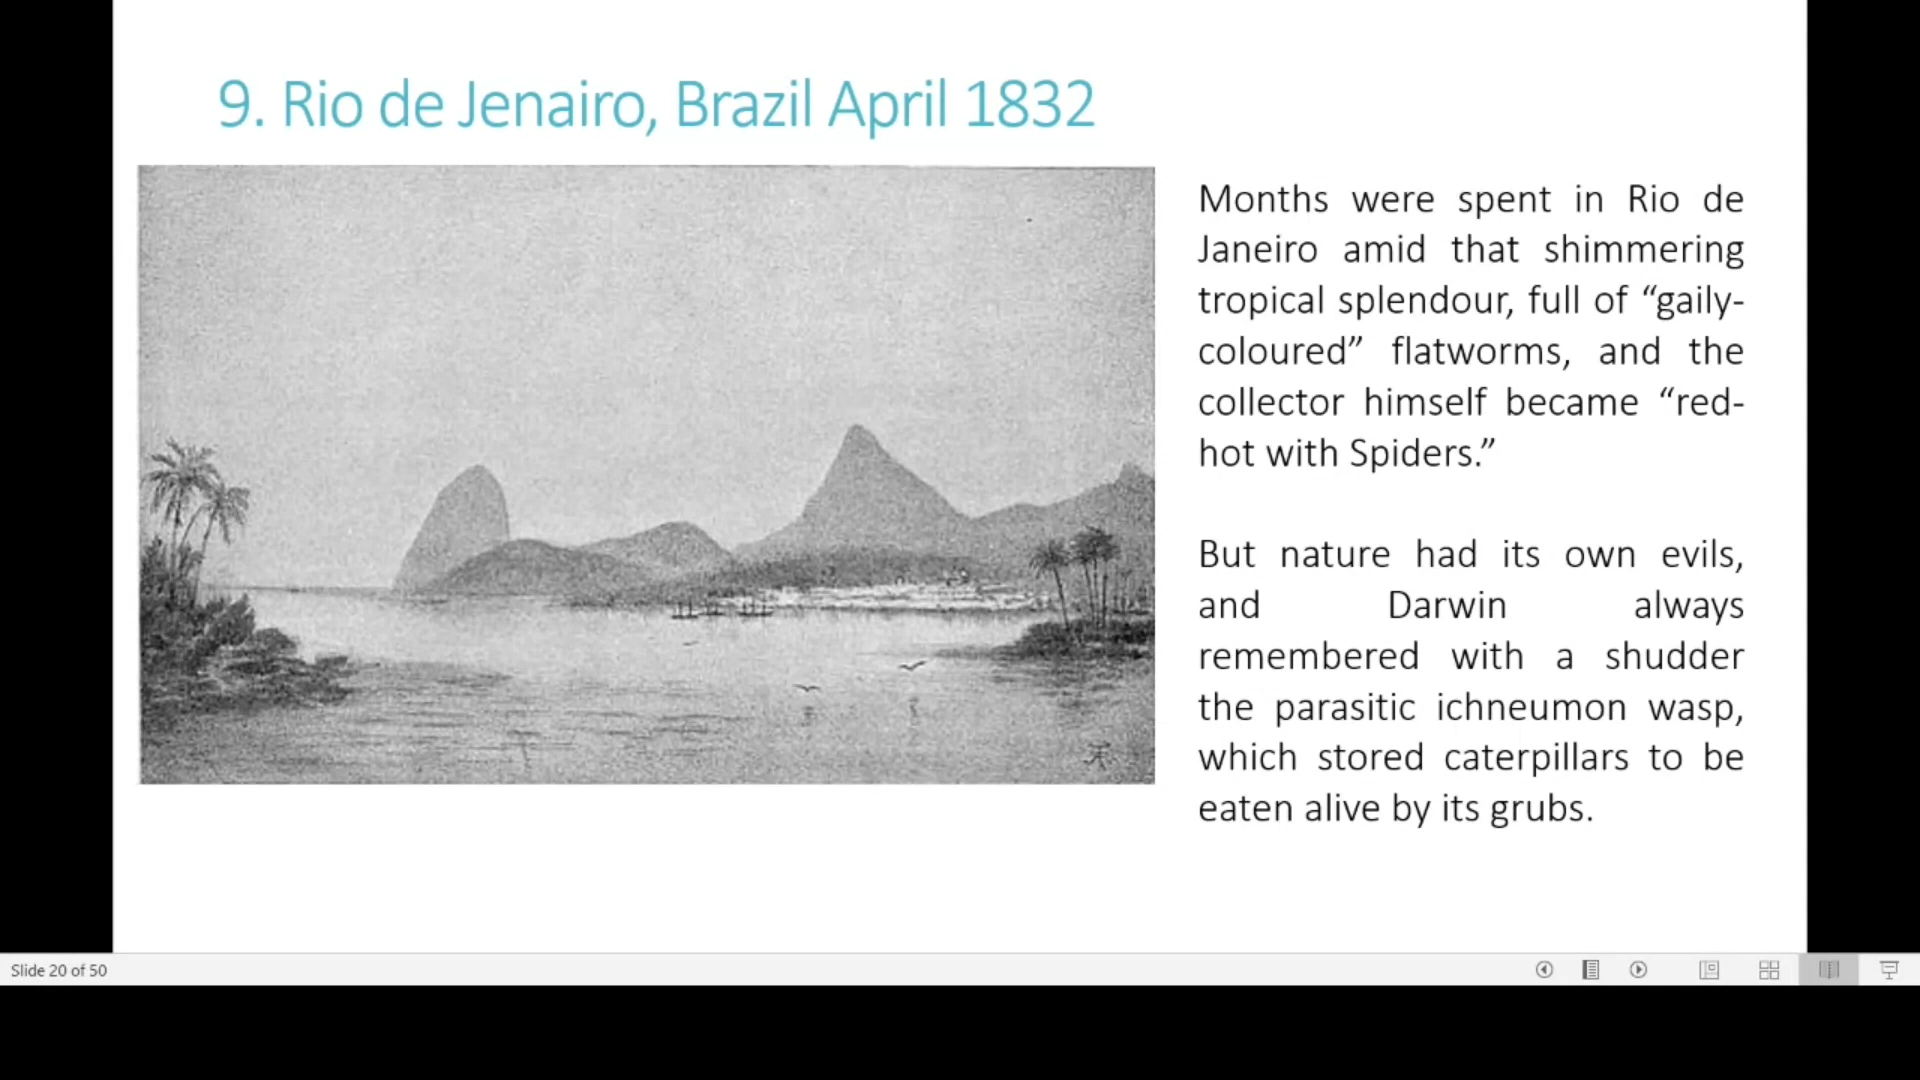 9. Rio de Jenairo, Brazil April 1832
Months were spent in Rio de
Janeiro amid that shimmering
tropical splendour, full of “gaily-
coloured” flatworms, and the
collector himself became “red-
hot with Spiders.”
But nature had its own evils,
and Darwin always
remembered with a shudder
the parasitic ichneumon wasp,
which stored caterpillars to be
eaten alive by its grubs.
Slide 20 of 50